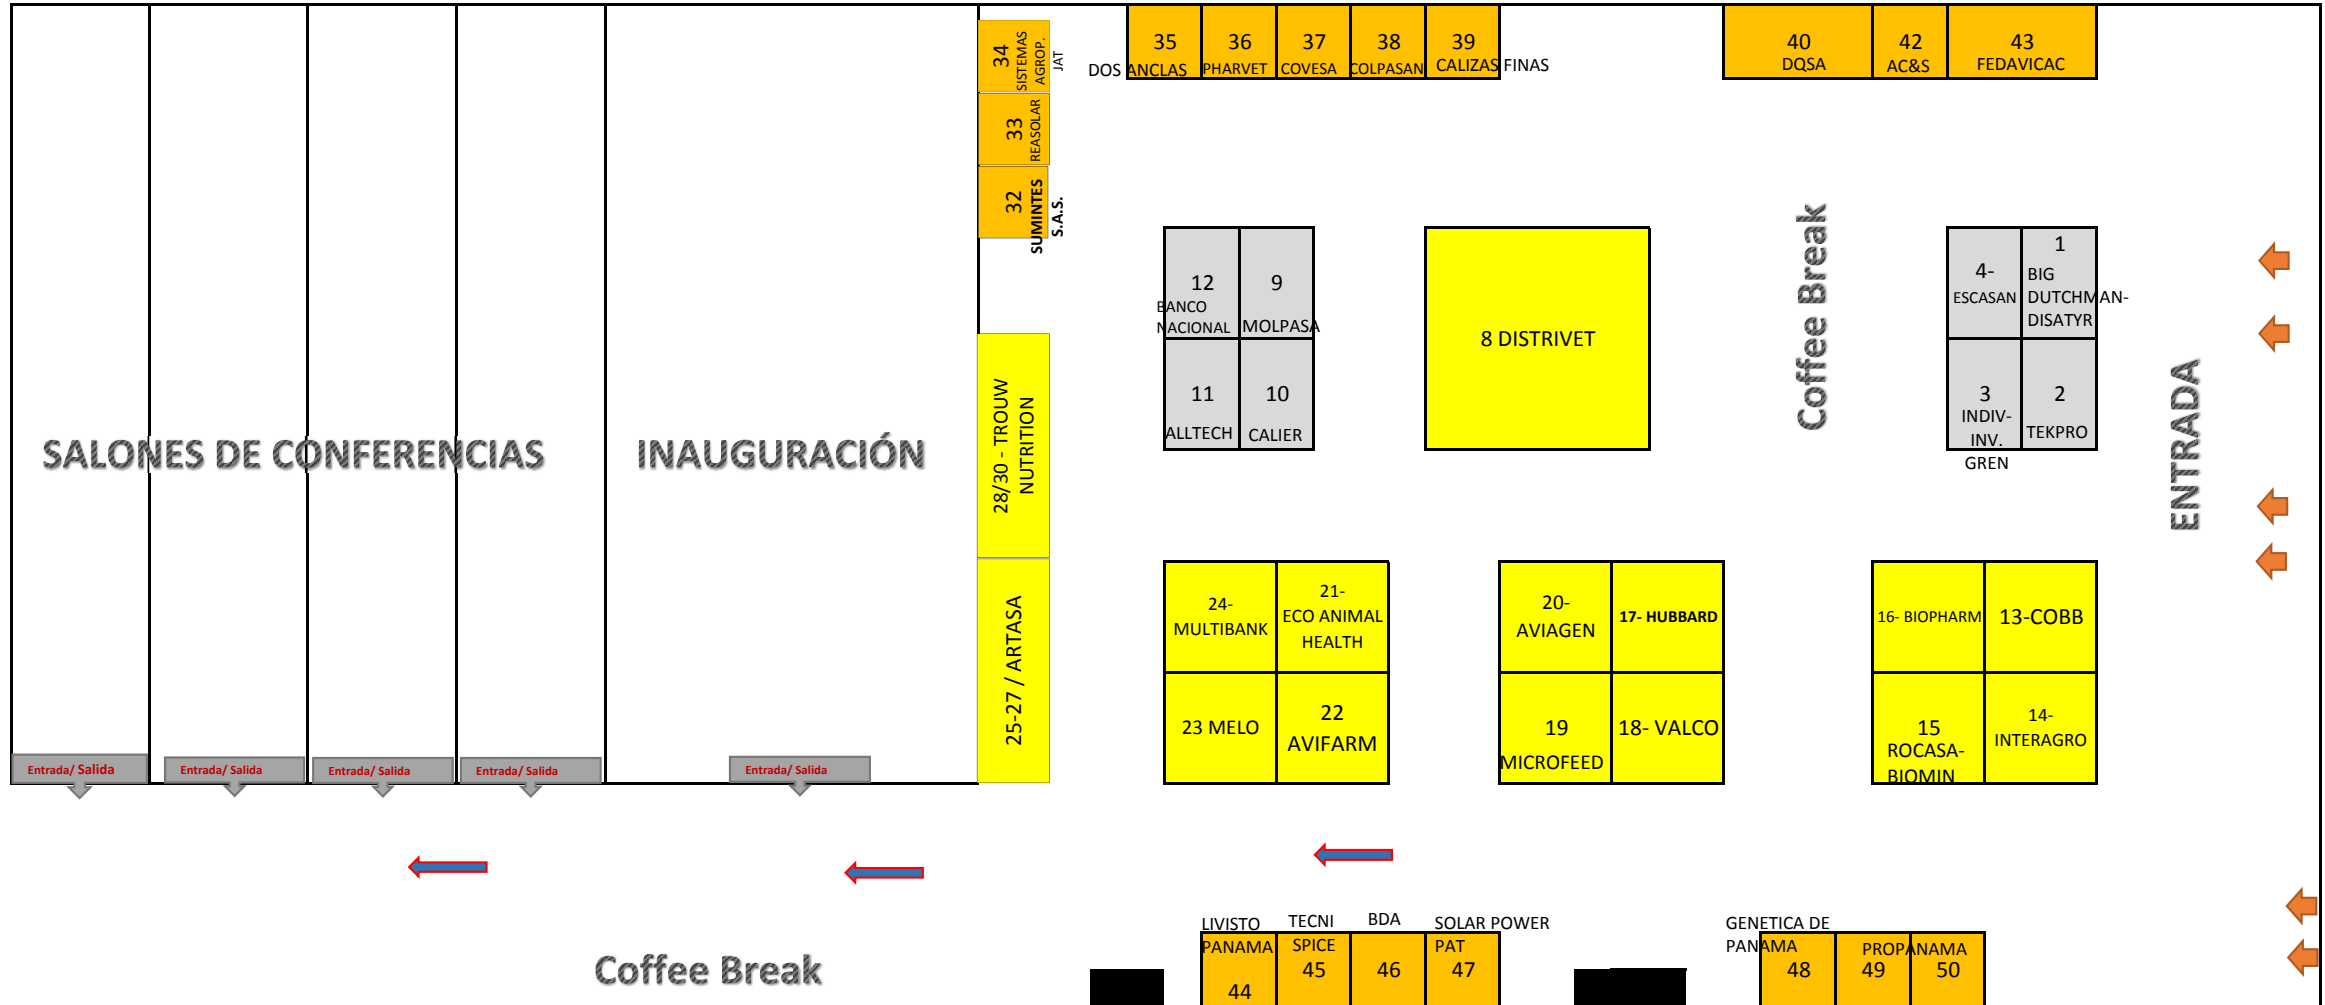 34
SISTEMAS
AGROP.
JAT
33
REASOLAR
32
SUMINTES
S.A.S.
35
DOS ANCLAS
36
PHARVET
37
COVESA
38
COLPASAN
39
CALIZAS FINAS
40
DQSA
42
AC&S
43
FEDAVICAC
12
BANCO
NACIONAL
9
MOLPASA
11
ALLTECH
10
CALIER
8 DISTRIVET
Coffee Break
4-
ESCASAN
1
BIG
DUTCHMAN-
DISATYR
3
INDIV-
INV.
GREN
2
TEKPRO
ENTRADA
SALONES DE CONFERENCIAS
INAUGURACIÓN
28/30 - TROUW
NUTRITION
25-27 / ARTASA
24-
MULTIBANK
21-
ECO ANIMAL
HEALTH
23 MELO
22
AVIFARM
20-
AVIAGEN
17- HUBBARD
19
MICROFEED
18- VALCO
16- BIOPHARM
13-COBB
15
ROCASA-
BIOMIN
14-
INTERAGRO
Entrada/ Salida
Entrada/ Salida
Entrada/ Salida
Entrada/ Salida
Entrada/ Salida
Coffee Break
LIVISTO
PANAMA
44
TECNI
SPICE
45
BDA
46
SOLAR POWER
PAT
47
GENETICA DE
PANAMA
48
PROPANAMA
49
50